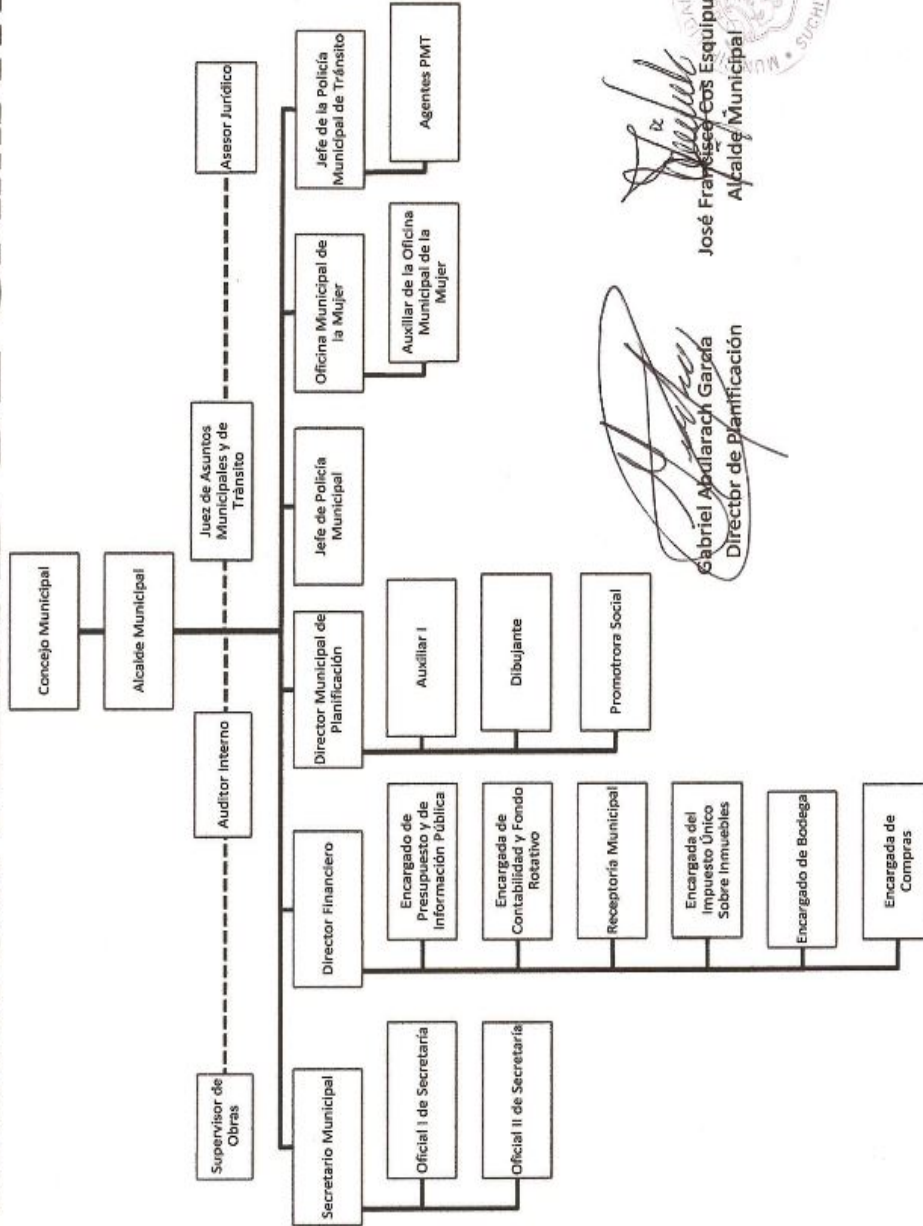 Concejo Municipal
Alcalde Municipal
Supervisor de
Obras
Auditor Interno
Juez de Asuntos
Municipales y de
Trànsito
Asesor Jurídico
Secretario Municipal
Oficial I de Secretaría
Oficial II de Secretaría
Director Financiero
Encargado de
Presupuesto y de
Información Pública
Encargada de
Contabilidad y Fondo
Rotativo
Receptoría Municipal
Encargada del
Impuesto Único
Sobre Inmuebles
Encargado de Bodega
Encargada de
Compras
Director Municipal de
Planificación
Auxiliar I
Dibujante
Promotrora Social
Jefe de Policía
Municipal
Oficina Municipal de
la Mujer
Auxiliar de la Oficina
Municipal de la
Mujer
Jefe de la Policía
Municipal de Tránsito
Agentes PMT
Gabriel Abularach García
Director de Planificación
José Francisco Cos Esquipu
Alcalde Municipal